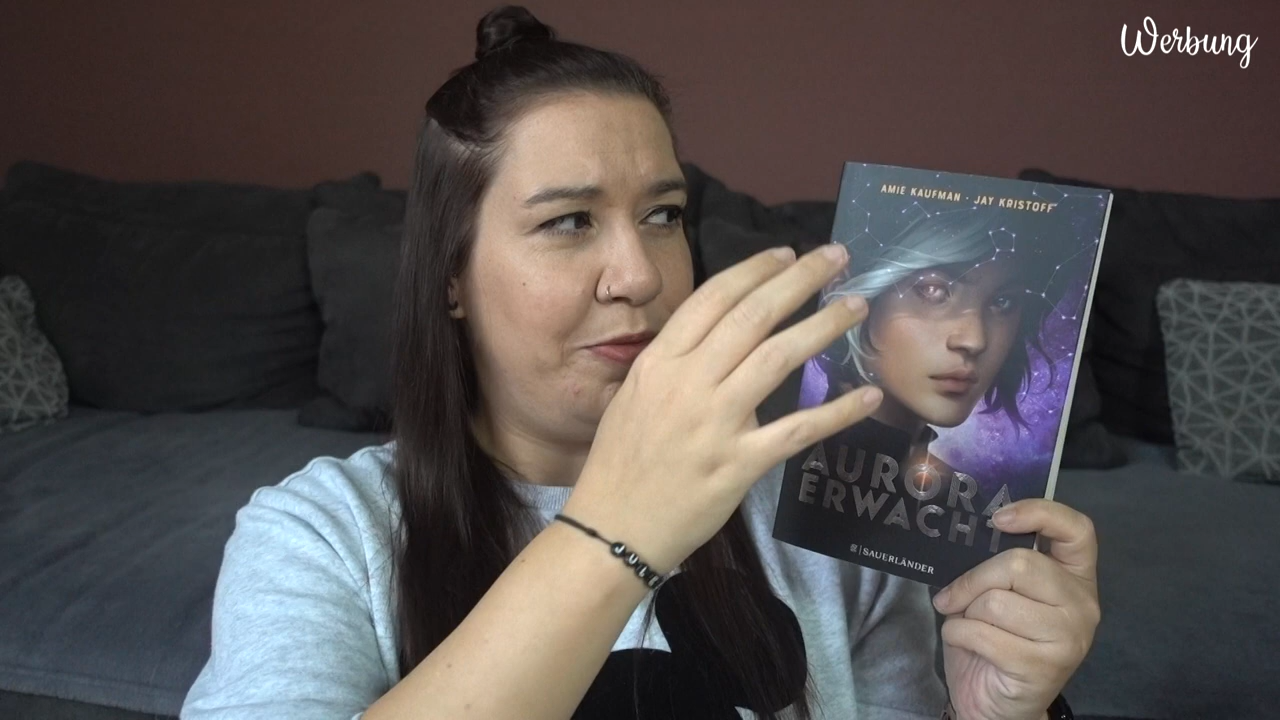 Werbung
AMIE KAUFMAN · JAY KRISTOFF
AURORA
ERWACHT
SAUERLÄNDER